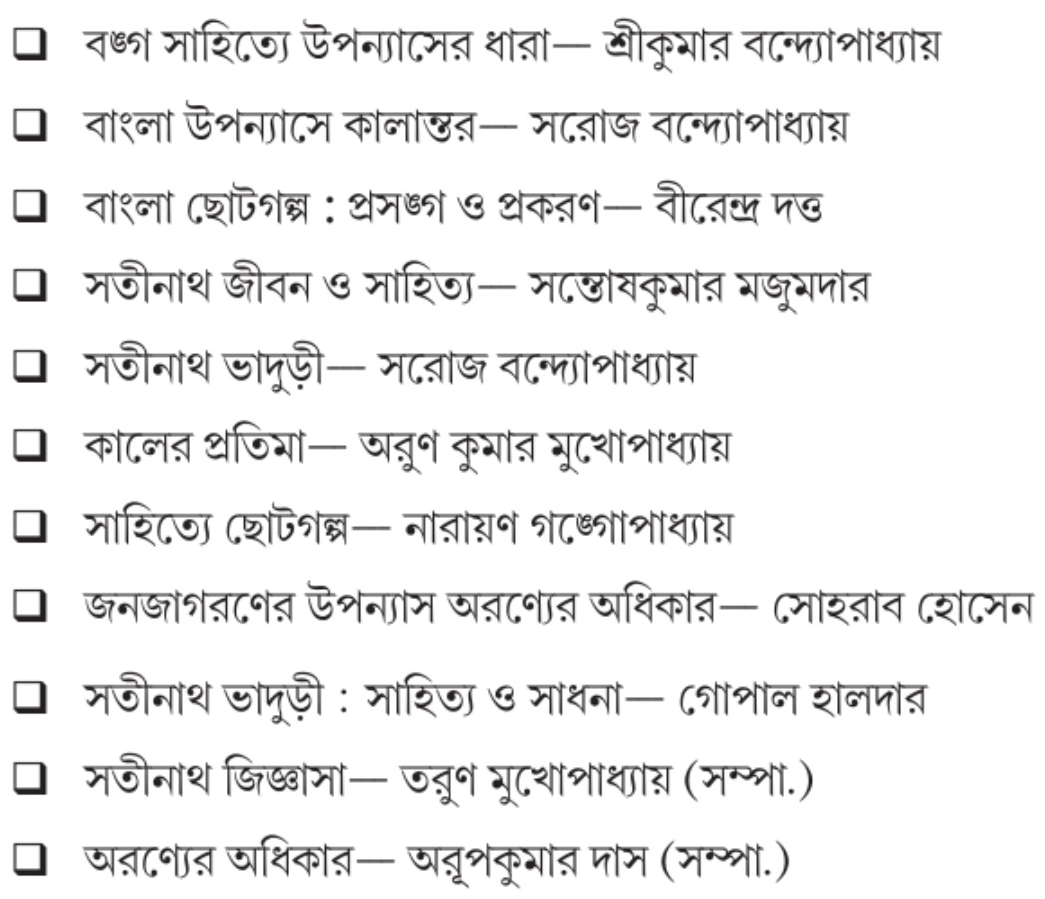 ❑ বঙ্গ সাহিত্যে উপন্যাসের ধারা— শ্রীকুমার বন্দ্যোপাধ্যায়
❑ বাংলা উপন্যাসে কালান্তর— সরোজ বন্দ্যোপাধ্যায়
❑ বাংলা ছোটগল্প : প্রসঙ্গ ও প্রকরণ— বীরেন্দ্র দত্ত
❑ সতীনাথ জীবন ও সাহিত্য— সন্তোষকুমার মজুমদার
❑ সতীনাথ ভাদুড়ী— সরোজ বন্দ্যোপাধ্যায়
❑ কালের প্রতিমা— অরুণ কুমার মুখোপাধ্যায়
❑ সাহিত্যে ছোটগল্প— নারায়ণ গঙ্গোপাধ্যায়
❑ জনজাগরণের উপন্যাস অরণ্যের অধিকার— সোহরাব হোসেন
❑ সতীনাথ ভাদুড়ী : সাহিত্য ও সাধনা— গোপাল হালদার
❑ সতীনাথ জিজ্ঞাসা— তরুণ মুখোপাধ্যায় (সম্পা.)
❑ অরণ্যের অধিকার— অরূপকুমার দাস (সম্পা.)